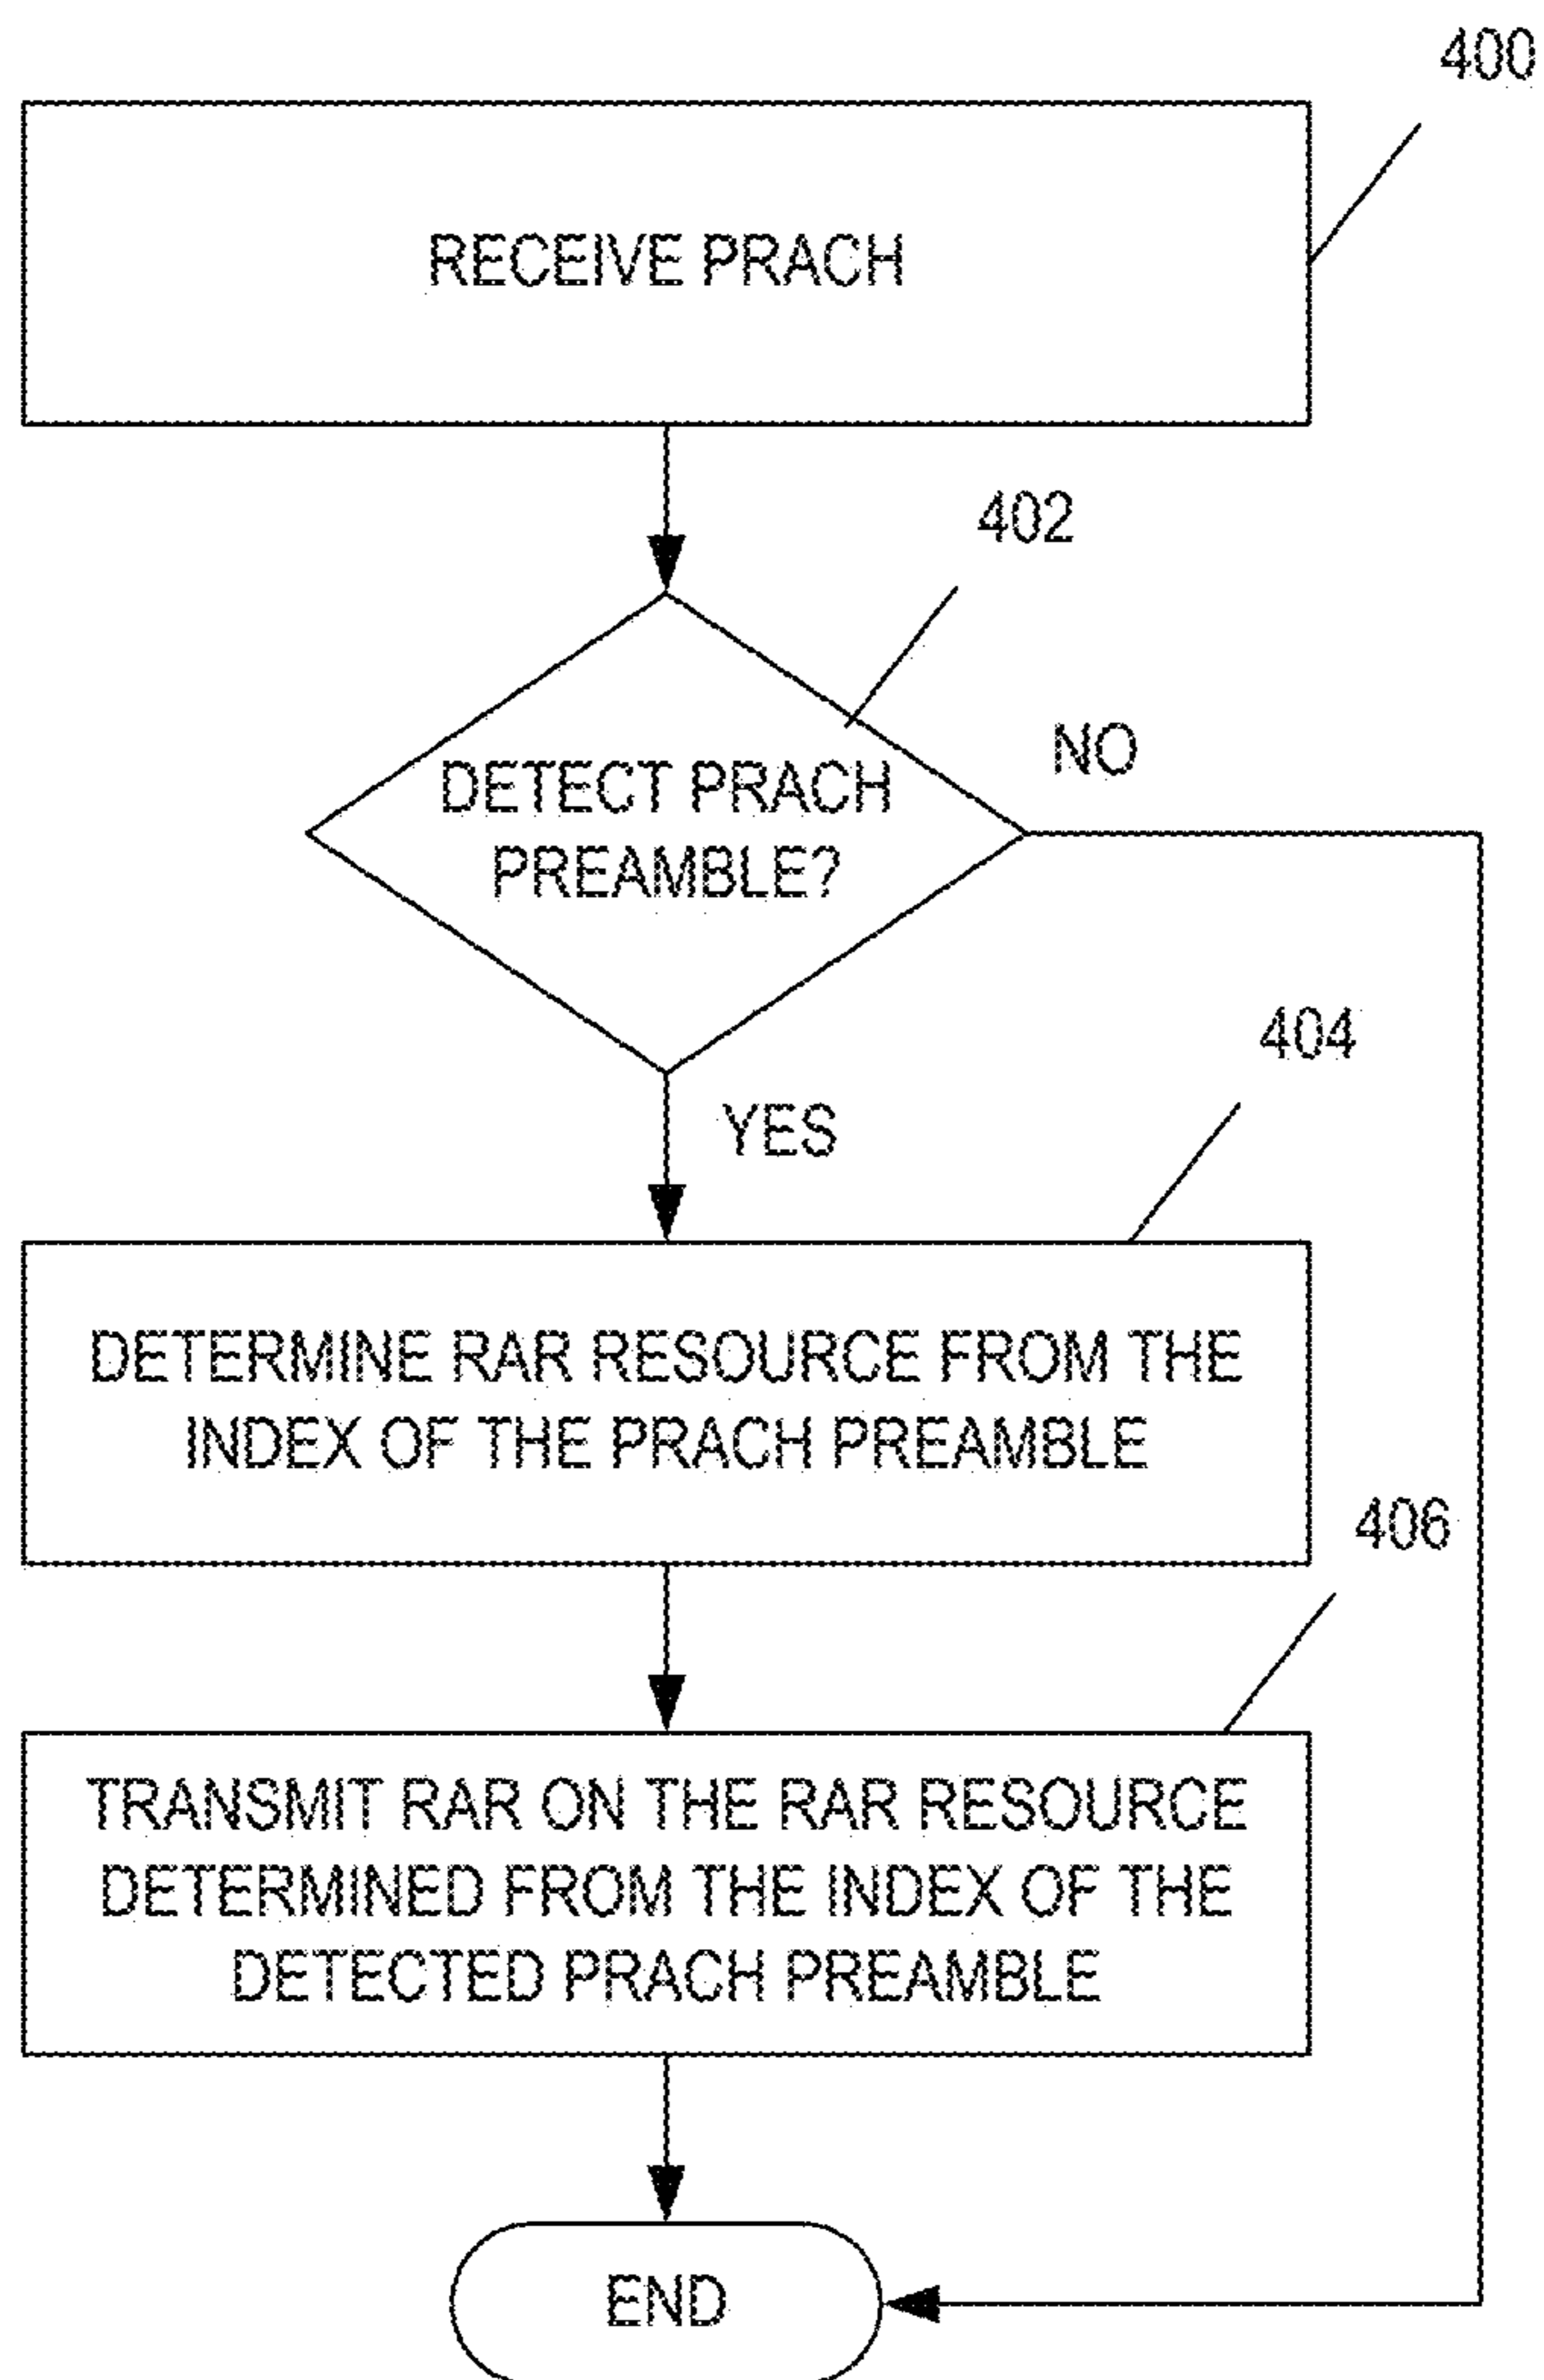 400
RECEIVE PRACH
402
NO
DETECT PRACH
PREAMBLE?
404
YES
DETERMINE RAR RESOURCE FROM THE
INDEX OF THE PRACH PREAMBLE
406
TRANSMIT RAR ON THE RAR RESOURCE
DETERMINED FROM THE INDEX OF THE
DETECTED PRACH PREAMBLE
END